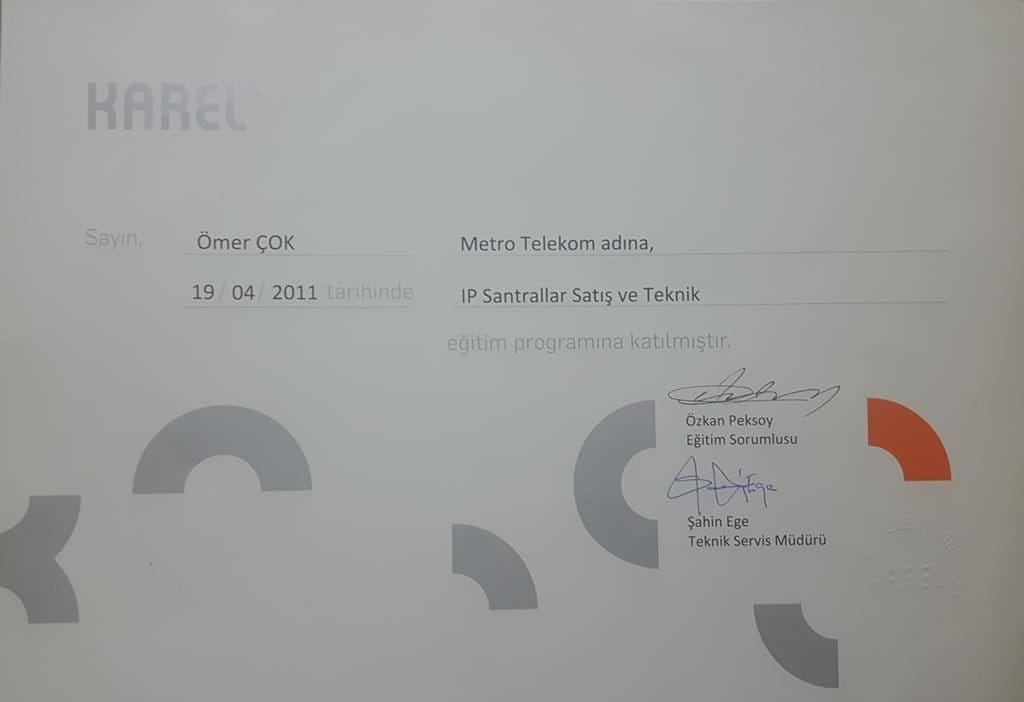 KAREL
Sayın, Ömer ÇOK Metro Telekom adına,
19 / 04 / 2011 tarihinde IP Santrallar Satış ve Teknik
eğitim programına katılmıştır.
Özkan Peksoy
Eğitim Sorumlusu
Şahin Ege
Teknik Servis Müdürü